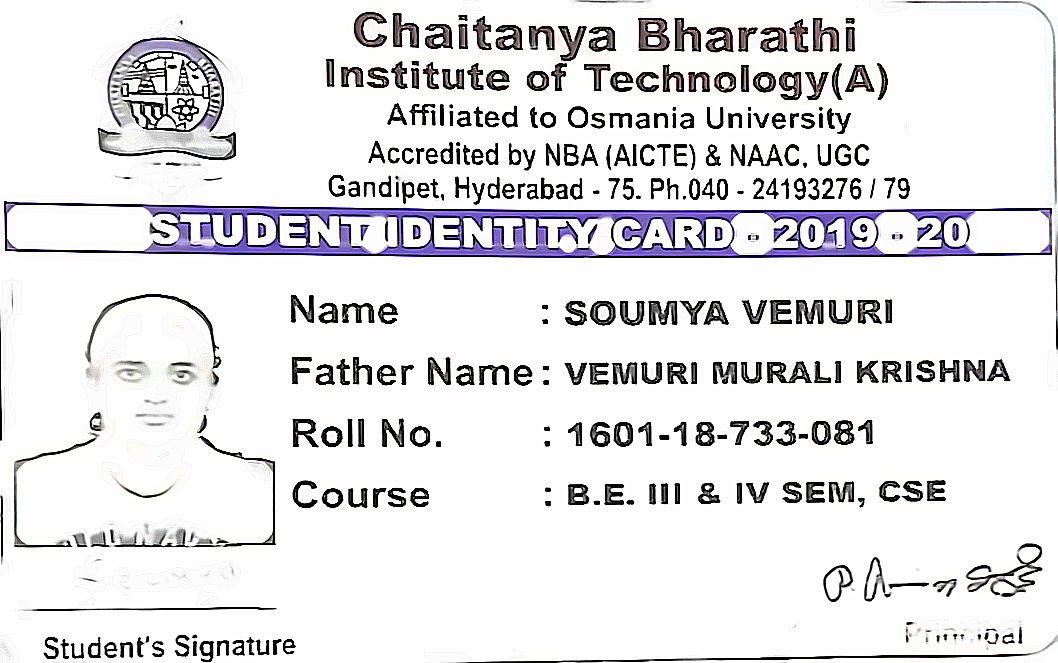 Chaitanya Bharathi
Institute of Technology(A)
Affiliated to Osmania University
Accredited by NBA (AICTE) & NAAC, UGC
Gandipet, Hyderabad - 75. Ph.040 - 24193276 / 79
STUDENT IDENTITY CARD - 2019 - 20
Name : SOUMYA VEMURI
Father Name : VEMURI MURALI KRISHNA
Roll No. : 1601-18-733-081
Course : B.E. III & IV SEM, CSE
Principal
Student's Signature